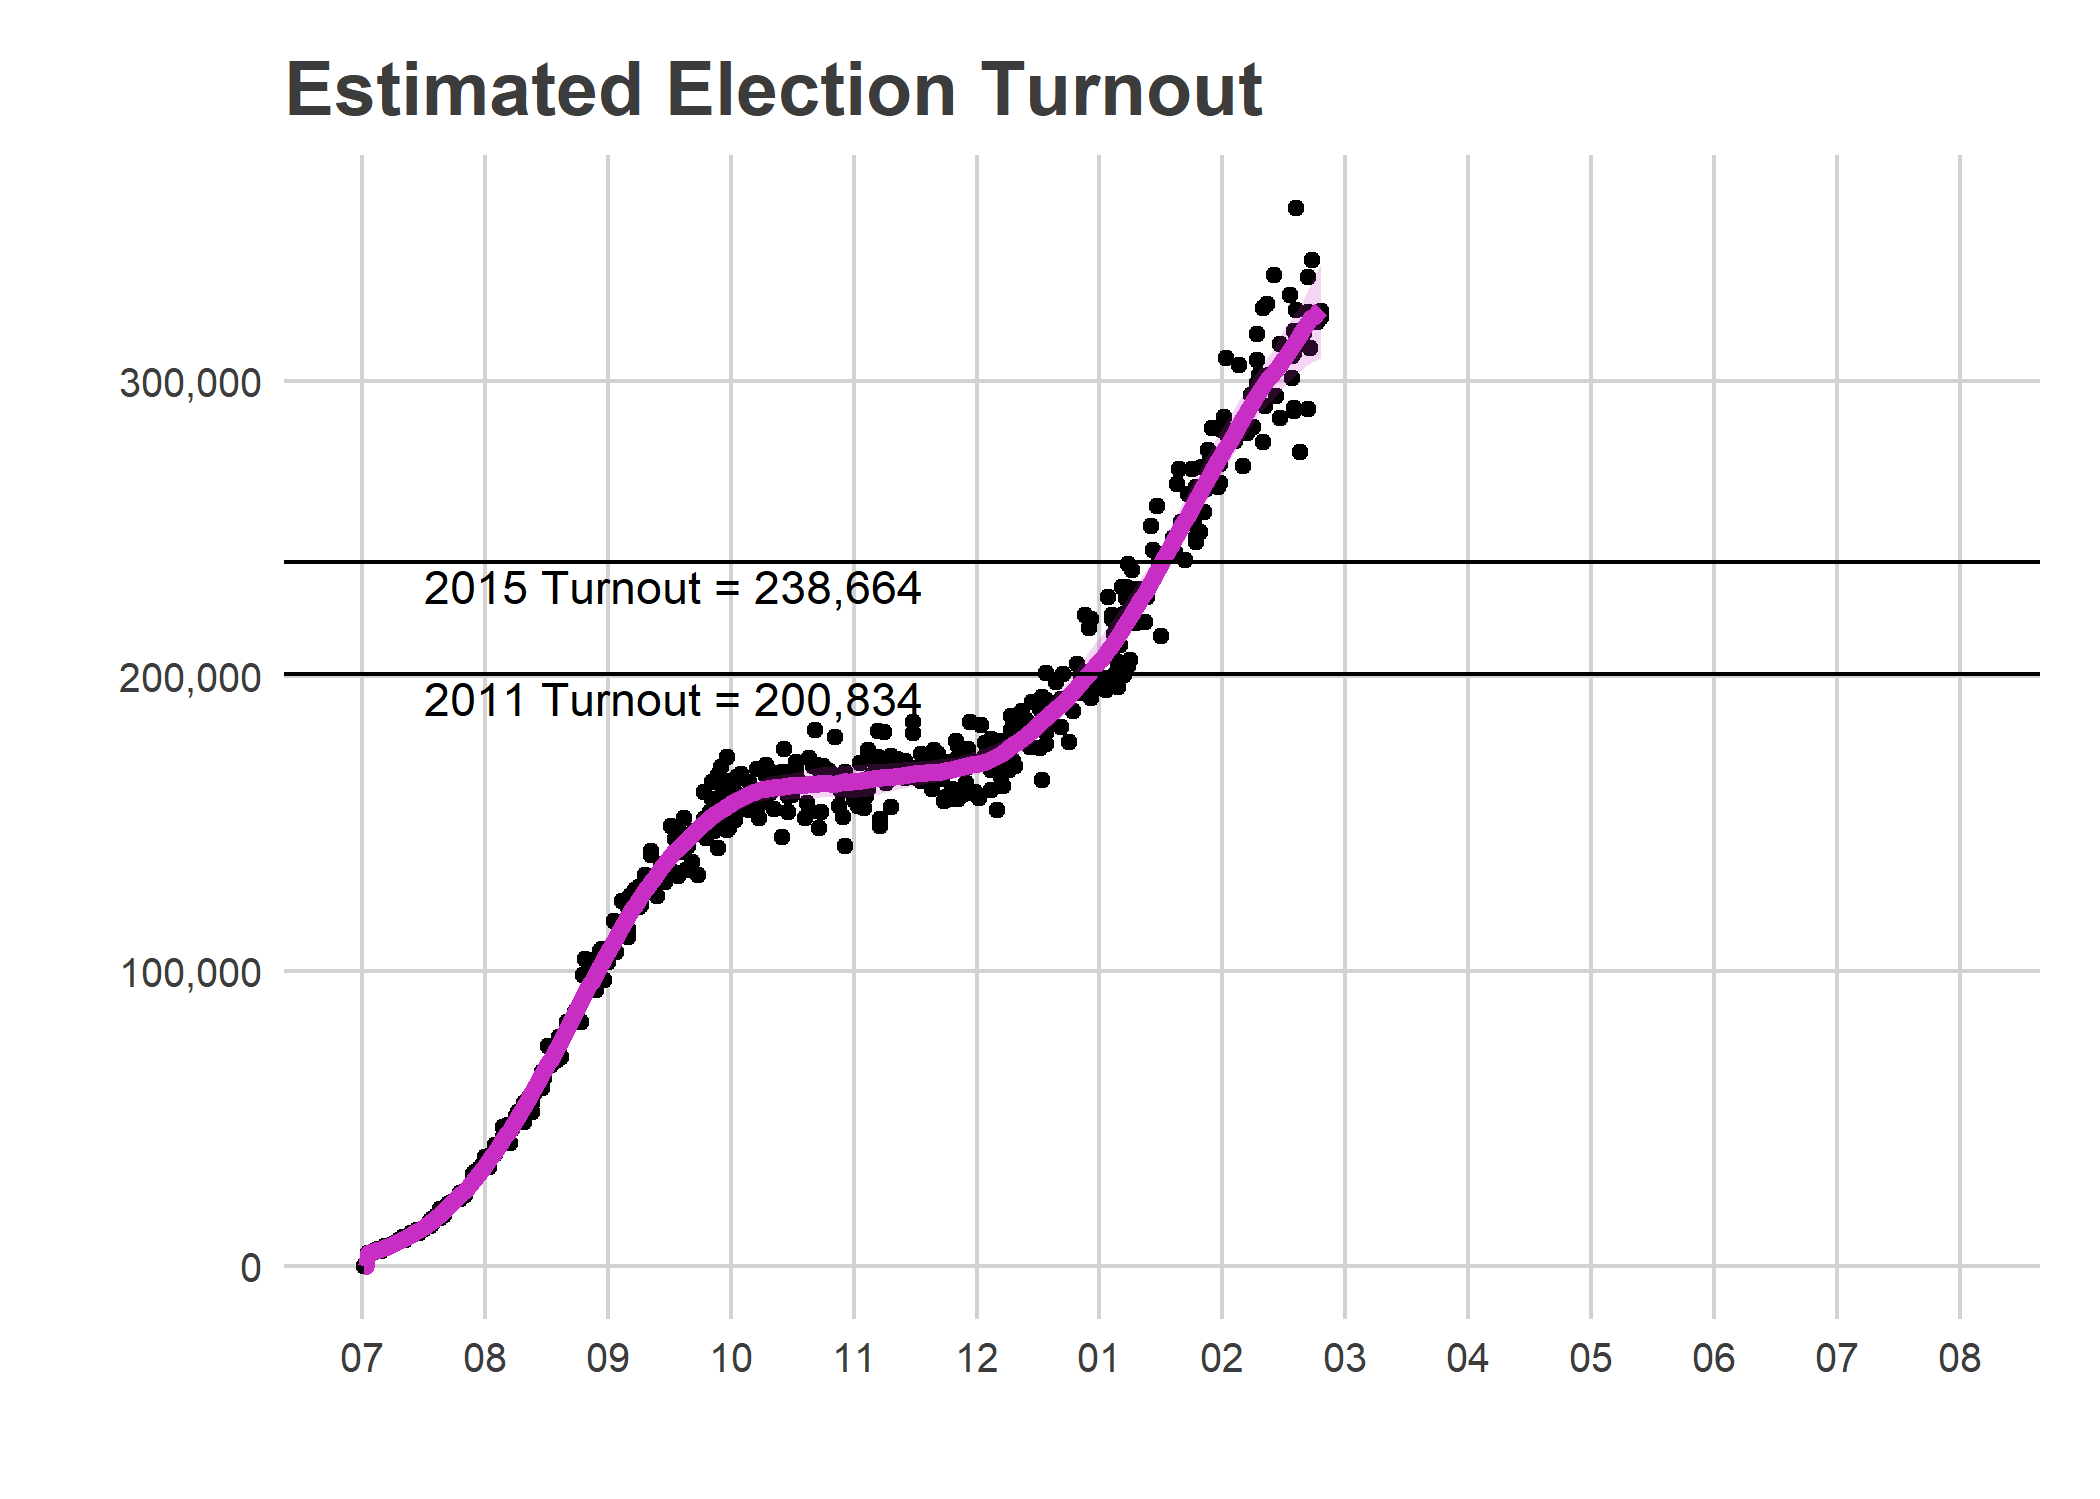 Estimated Election Turnout
300,000
2015 Turnout = 238,664
200,000
2011 Turnout = 200,834
100,000
0
07 08 09 10 11 12 01 02 03 04 05 06 07 08